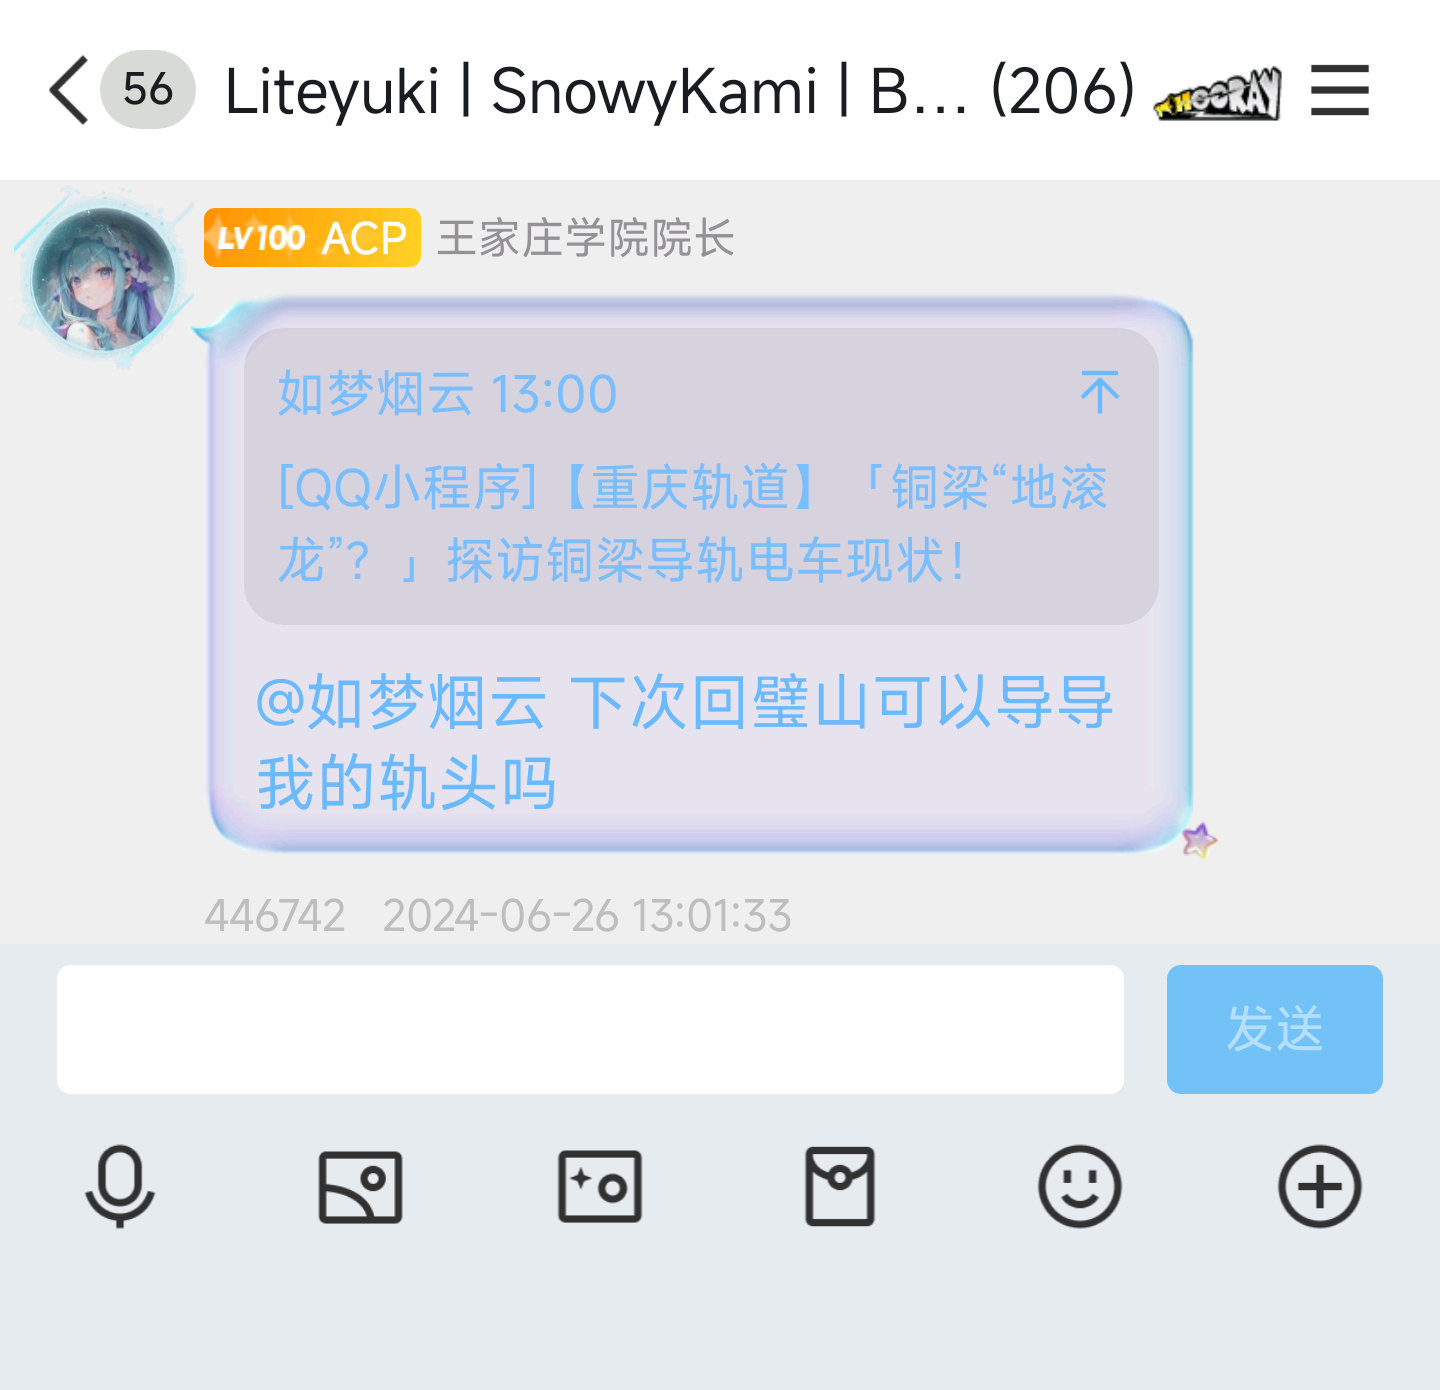 56 Liteyuki | SnowyKami | B... (206) WHOORAY
LV100 ACP 王家庄学院院长
如梦烟云 13:00
[QQ小程序]【重庆轨道】「铜梁“地滚
龙”？」探访铜梁导轨电车现状！
@如梦烟云 下次回璧山可以导导
我的轨头吗
446742 2024-06-26 13:01:33
发送